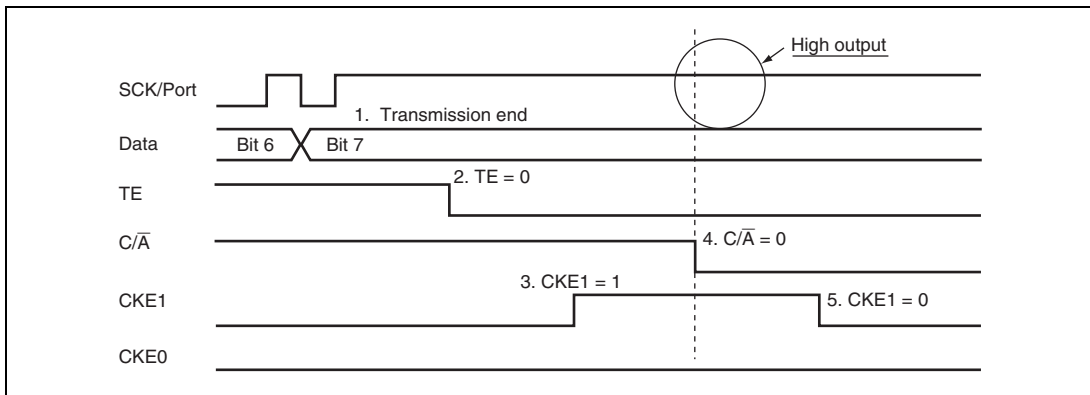 High output
SCK/Port
1. Transmission end
Data
Bit 6
Bit 7
2. TE = 0
TE
C/A̅
4. C/A̅ = 0
3. CKE1 = 1
CKE1
5. CKE1 = 0
CKE0